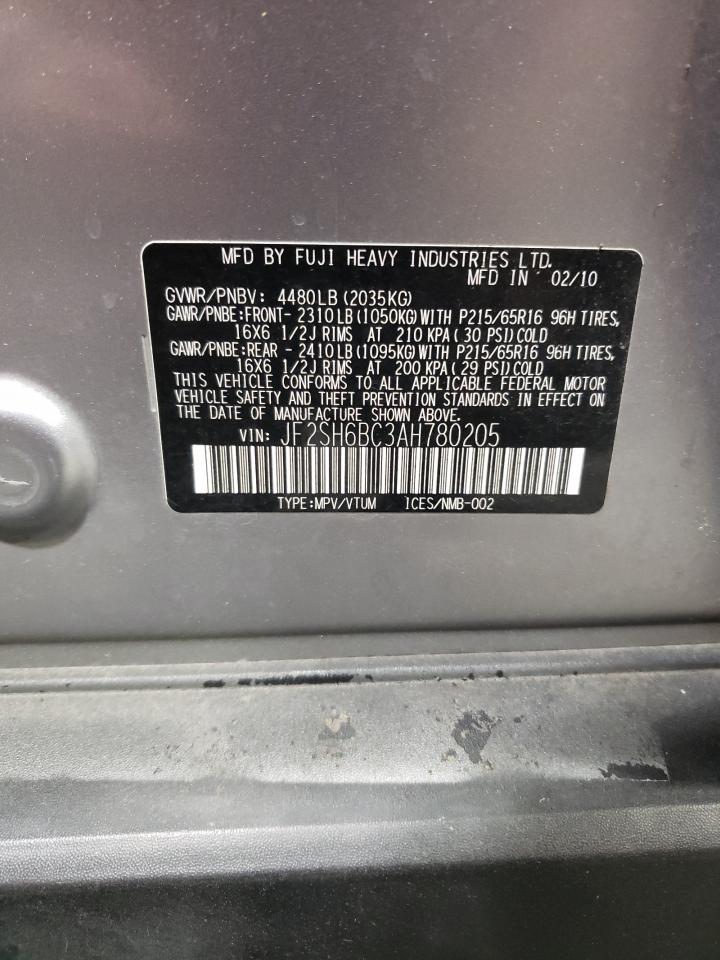 MFD BY FUJI HEAVY INDUSTRIES LTD.
MFD IN 02/10
GVWR/PNBV: 4480LB(2035KG)
GAWR/PNBE:FRONT- 2310LB(1050KG)WITH P215/65R16 96H TIRES,
16X6 1/2J RIMS AT 210 KPA( 30 PSI)COLD
GAWR/PNBE:REAR - 2410LB(1095KG)WITH P215/65R16 96H TIRES,
16X6 1/2J RIMS AT 200 KPA( 29 PSI)COLD
THIS VEHICLE CONFORMS TO ALL APPLICABLE FEDERAL MOTOR
VEHICLE SAFETY AND THEFT PREVENTION STANDARDS IN EFFECT ON
THE DATE OF MANUFACTURE SHOWN ABOVE.
VIN: JF2SH6BC3AH780205
TYPE:MPV/VTUM ICES/NMB-002